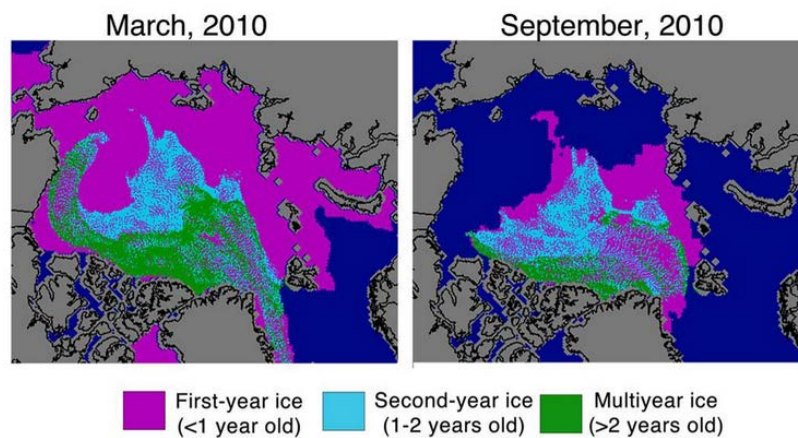 March, 2010
September, 2010
First-year ice
(<1 year old)
Second-year ice
(1-2 years old)
Multiyear ice
(>2 years old)